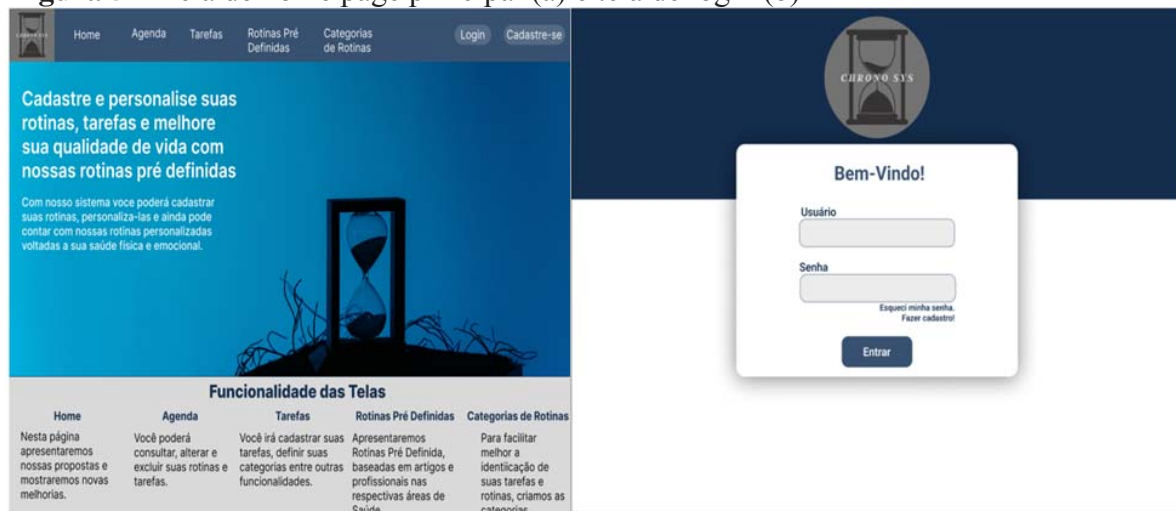 CHRONO SYS
Home
Agenda
Tarefas
Rotinas Pré
Definidas
Categorias
de Rotinas
Login
Cadastre-se
Cadastre e personalise suas
rotinas, tarefas e melhore
sua qualidade de vida com
nossas rotinas pré definidas
Com nosso sistema voce poderá cadastrar
suas rotinas, personaliza-las e ainda pode
contar com nossas rotinas personalizadas
voltadas a sua saúde física e emocional.
Funcionalidade das Telas
Home
Nesta página
apresentaremos
nossas propostas e
mostraremos novas
melhorias.
Agenda
Você poderá
consultar, alterar e
excluir suas rotinas e
tarefas.
Tarefas
Você irá cadastrar suas
tarefas, definir suas
categorias entre outras
funcionalidades.
Rotinas Pré Definidas
Apresentaremos
Rotinas Pré Definida,
baseadas em artigos e
profissionais nas
respectivas áreas de
Saúde
Categorias de Rotinas
Para facilitar
melhor a
identiicação de
suas tarefas e
rotinas, criamos as
categorias
CHRONO SYS
Bem-Vindo!
Usuário
Senha
Esqueci minha senha.
Fazer cadastro!
Entrar